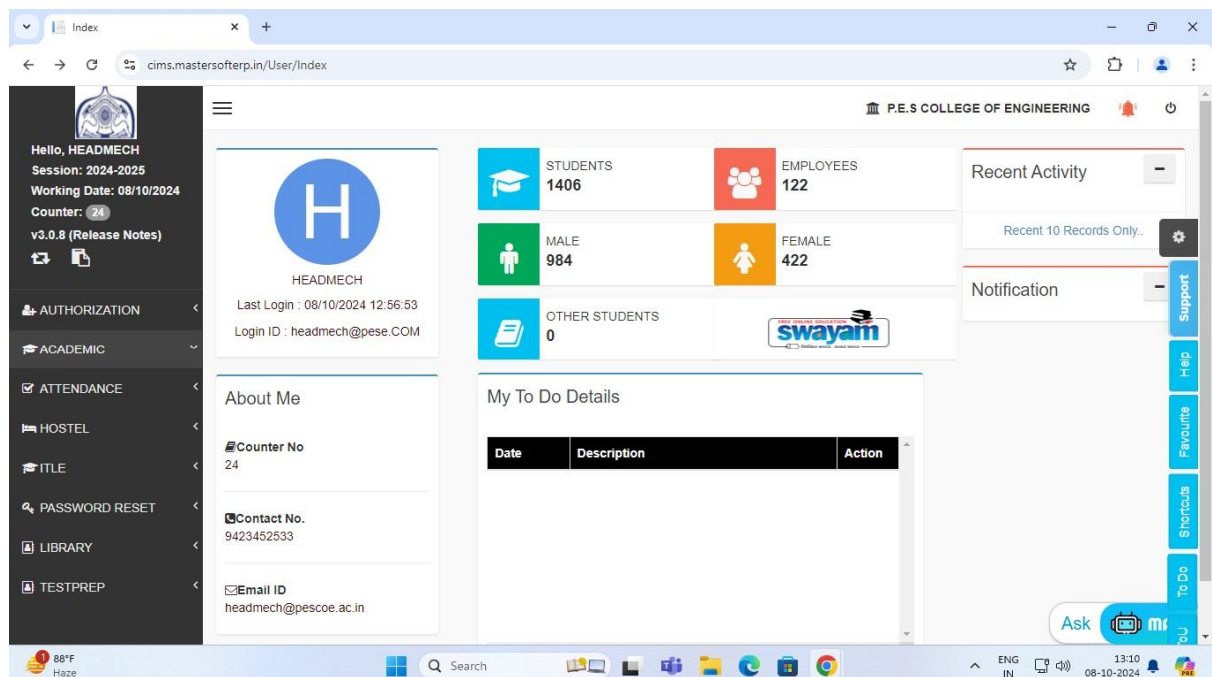 Index
cims.mastersofterp.in/User/Index
Hello, HEADMECH
Session: 2024-2025
Working Date: 08/10/2024
Counter: 24
v3.0.8 (Release Notes)
AUTHORIZATION
ACADEMIC
ATTENDANCE
HOSTEL
ITLE
PASSWORD RESET
LIBRARY
TESTPREP
P.E.S COLLEGE OF ENGINEERING
H
HEADMECH
Last Login : 08/10/2024 12:56:53
Login ID : headmech@pese.COM
About Me
Counter No
24
Contact No.
9423452533
Email ID
headmech@pescoe.ac.in
STUDENTS
1406
EMPLOYEES
122
MALE
984
FEMALE
422
OTHER STUDENTS
0
FREE ONLINE EDUCATION
swayam
My To Do Details
Date Description Action
Recent Activity
Recent 10 Records Only..
Notification
Support
Help
Favourite
Shortcuts
To Do
Ask
1
88°F
Haze
Search
ENG
IN
13:10
08-10-2024
PRE